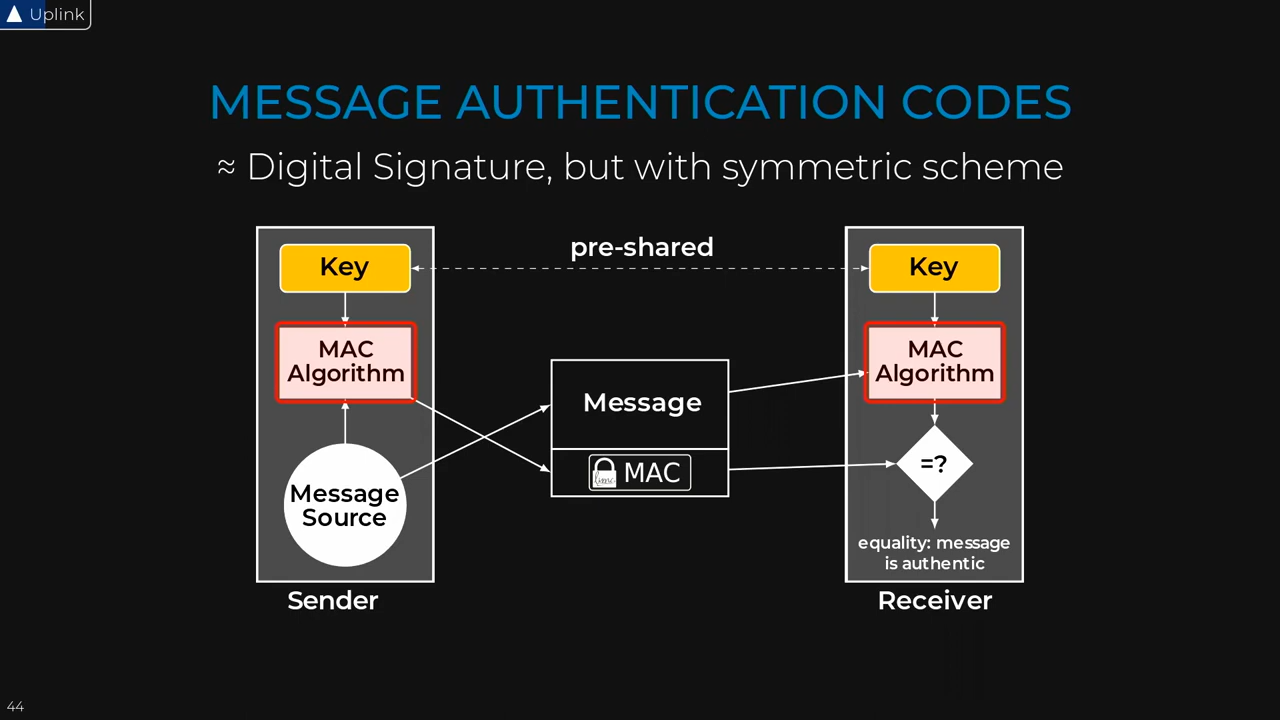 Uplink
MESSAGE AUTHENTICATION CODES
≈ Digital Signature, but with symmetric scheme
pre-shared
Key
MAC
Algorithm
Message
Source
Sender
Message
MAC
Key
MAC
Algorithm
=?
equality: message
is authentic
Receiver
44